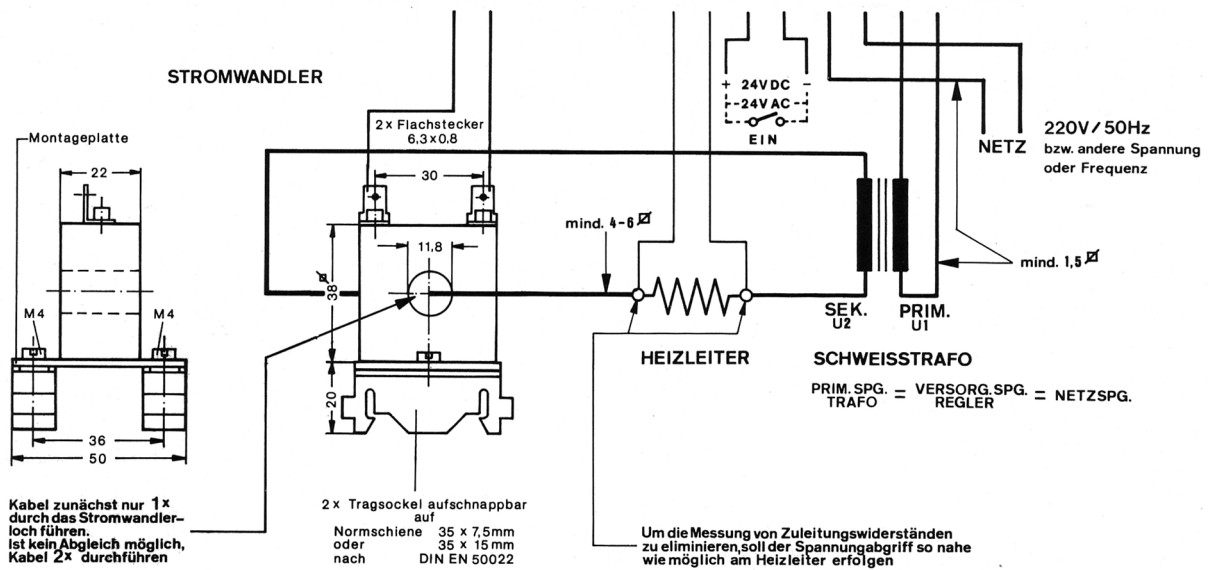 STROMWANDLER
Montageplatte
22
M4
M4
36
50
2x Flachstecker
6,3x0,8
30
11,8
38
20
+ 24V DC -
24V AC
EIN
NETZ
220V/50Hz
bzw. andere Spannung
oder Frequenz
mind. 4-6
mind. 1,5
SEK.
U2
PRIM.
U1
HEIZLEITER
SCHWEISSTRAFO
PRIM. SPG. = VERSORG. SPG. = NETZSPG.
TRAFO REGLER
Kabel zunächst nur 1x
durch das Stromwandler-
loch führen.
Ist kein Abgleich möglich,
Kabel 2x durchführen
2x Tragsockel aufschnappbar
auf
Normschiene 35 x 7,5mm
oder 35 x 15mm
nach DIN EN 50022
Um die Messung von Zuleitungswiderständen
zu eliminieren, soll der Spannungabgriff so nahe
wie möglich am Heizleiter erfolgen